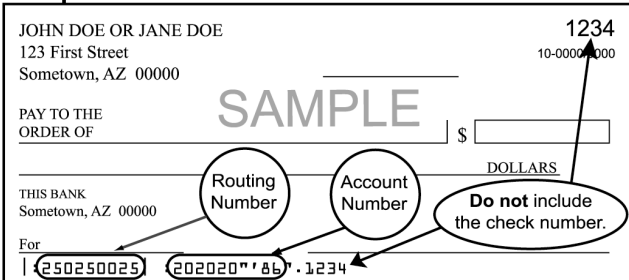 JOHN DOE OR JANE DOE
1234
123 First Street
Sometown, AZ 00000
SAMPLE
PAY TO THE
ORDER OF
$
DOLLARS
Routing
Number
Account
Number
Do not include
the check number.
THIS BANK
Sometown, AZ 00000
For
|:250250025| :202020"'86".1234